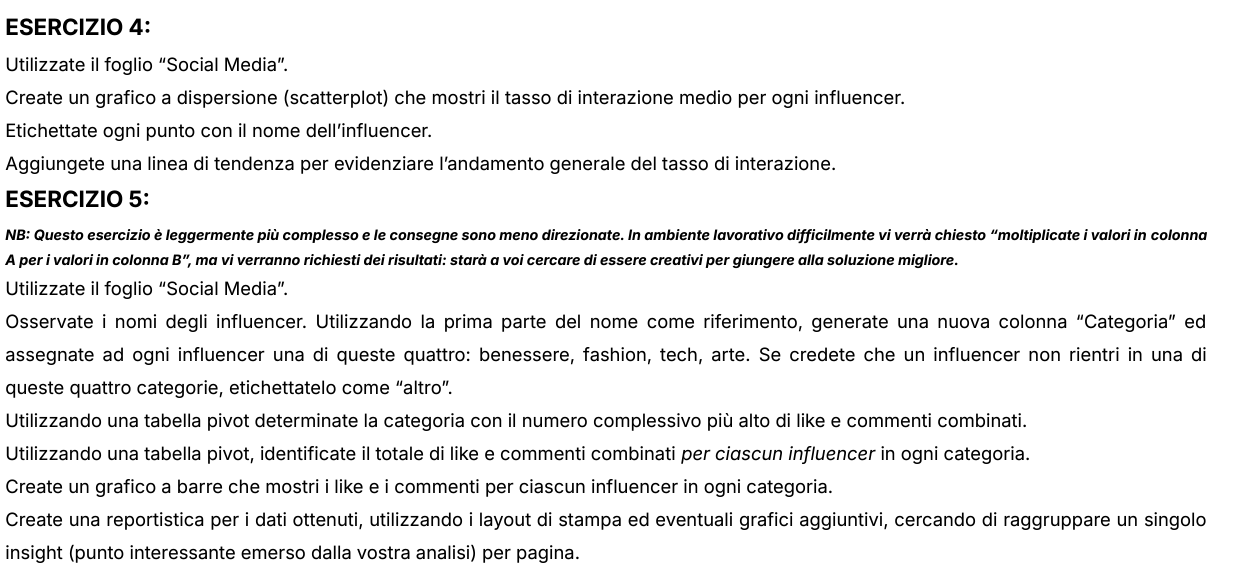 ESERCIZIO 4:
Utilizzate il foglio “Social Media”.
Create un grafico a dispersione (scatterplot) che mostri il tasso di interazione medio per ogni influencer.
Etichettate ogni punto con il nome dell’influencer.
Aggiungete una linea di tendenza per evidenziare l’andamento generale del tasso di interazione.
ESERCIZIO 5:
NB: Questo esercizio è leggermente più complesso e le consegne sono meno direzionate. In ambiente lavorativo difficilmente vi verrà chiesto “moltiplicate i valori in colonna
A per i valori in colonna B”, ma vi verranno richiesti dei risultati: starà a voi cercare di essere creativi per giungere alla soluzione migliore.
Utilizzate il foglio “Social Media”.
Osservate i nomi degli influencer. Utilizzando la prima parte del nome come riferimento, generate una nuova colonna “Categoria” ed
assegnate ad ogni influencer una di queste quattro: benessere, fashion, tech, arte. Se credete che un influencer non rientri in una di
queste quattro categorie, etichettatelo come “altro”.
Utilizzando una tabella pivot determinate la categoria con il numero complessivo più alto di like e commenti combinati.
Utilizzando una tabella pivot, identificate il totale di like e commenti combinati per ciascun influencer in ogni categoria.
Create un grafico a barre che mostri i like e i commenti per ciascun influencer in ogni categoria.
Create una reportistica per i dati ottenuti, utilizzando i layout di stampa ed eventuali grafici aggiuntivi, cercando di raggruppare un singolo
insight (punto interessante emerso dalla vostra analisi) per pagina.